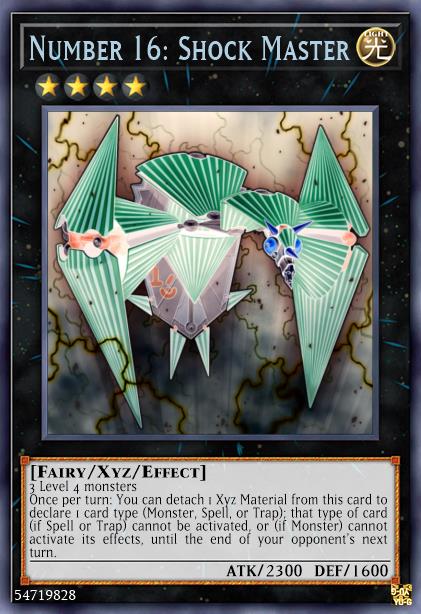 Number 16: Shock Master
LIGHT
光
16
[Fairy/Xyz/Effect]
3 Level 4 monsters
Once per turn: You can detach 1 Xyz Material from this card to
declare 1 card type (Monster, Spell, or Trap); that type of card
(if Spell or Trap) cannot be activated, or (if Monster) cannot
activate its effects, until the end of your opponent's next
turn.
ATK/2300 DEF/1600
54719828